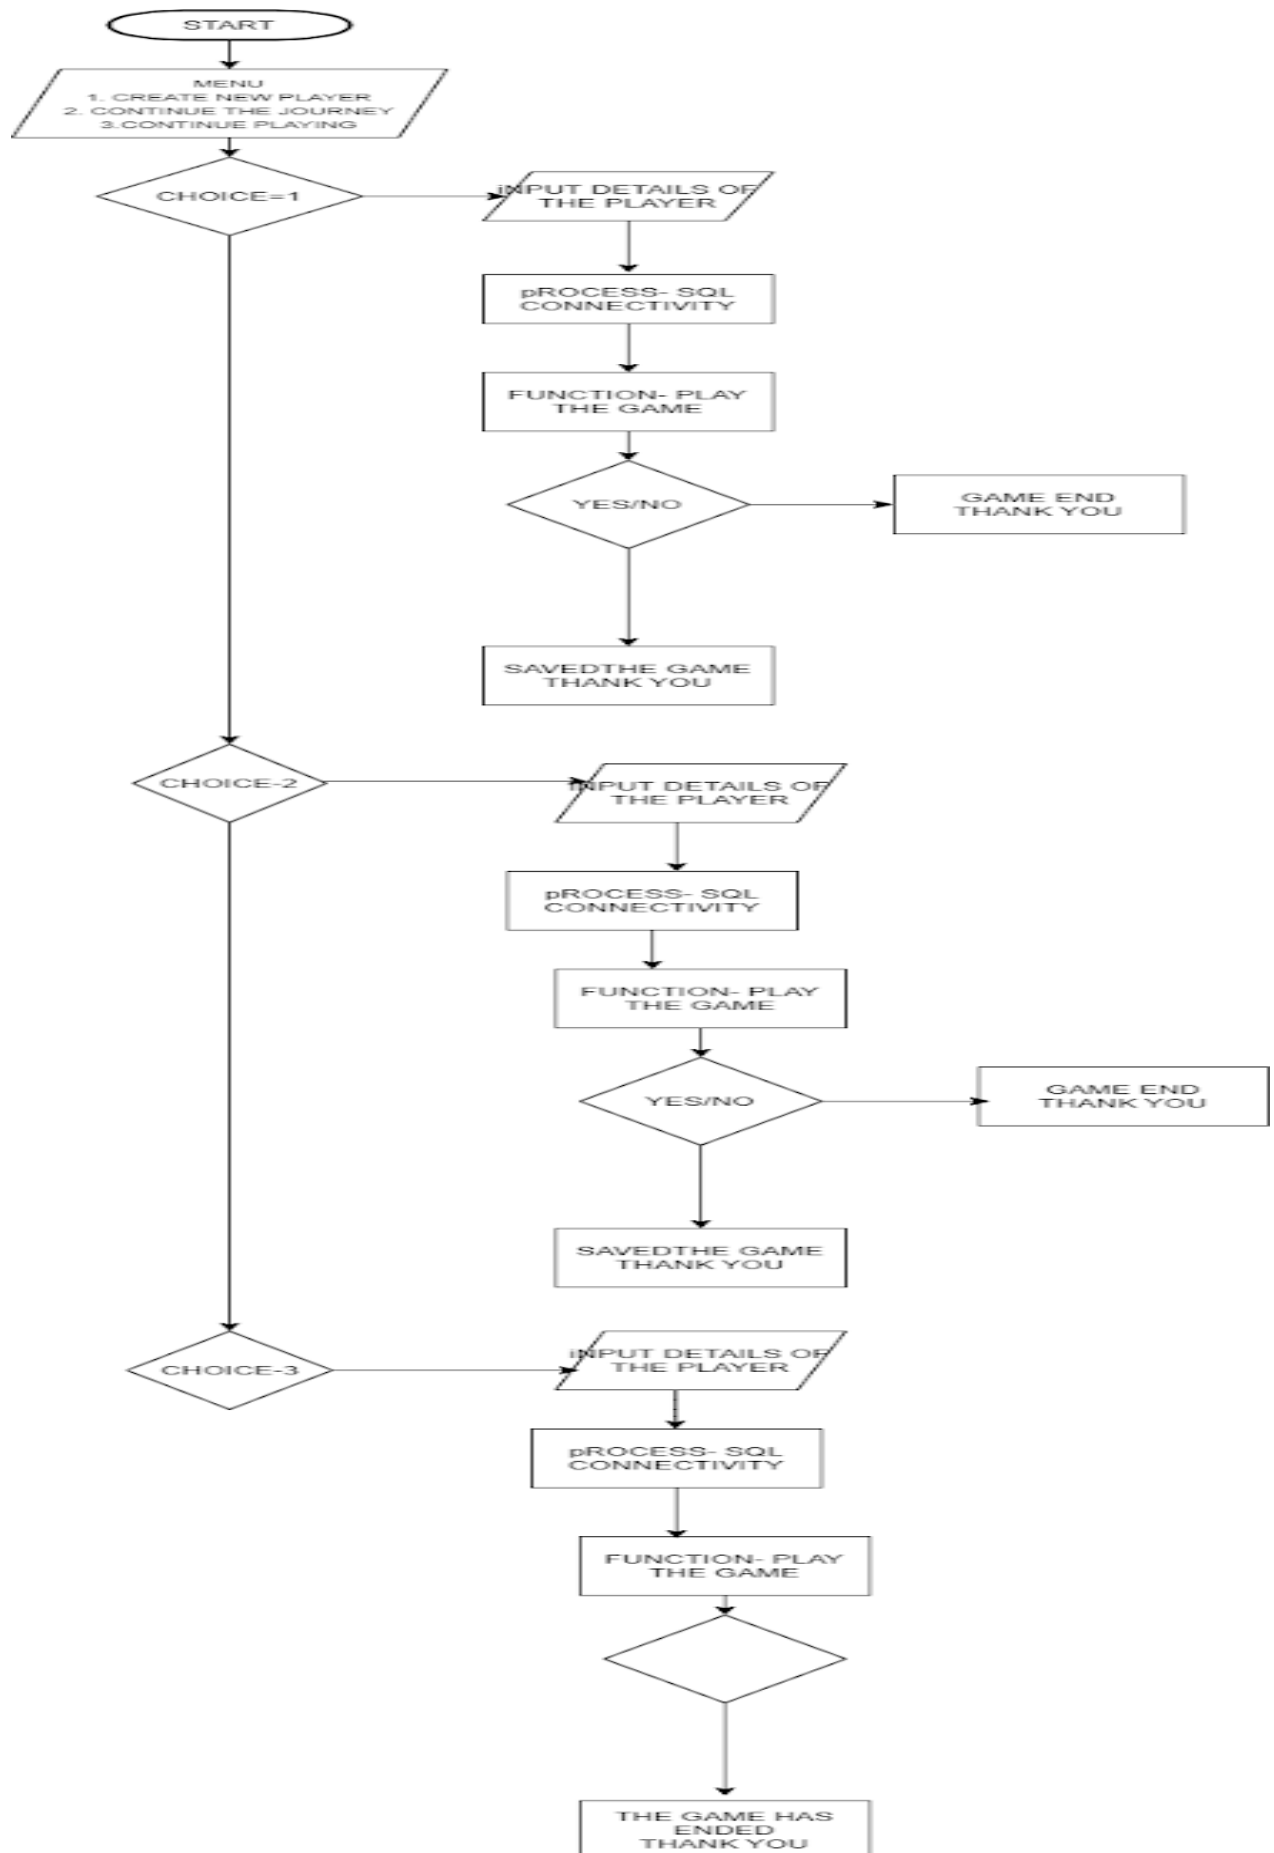 START
MENU
1. CREATE NEW PLAYER
2. CONTINUE THE JOURNEY
3.CONTINUE PLAYING
CHOICE=1
iNPUT DETAILS OF
THE PLAYER
pROCESS- SQL
CONNECTIVITY
FUNCTION- PLAY
THE GAME
YES/NO
GAME END
THANK YOU
SAVEDTHE GAME
THANK YOU
CHOICE-2
iNPUT DETAILS OF
THE PLAYER
pROCESS- SQL
CONNECTIVITY
FUNCTION- PLAY
THE GAME
YES/NO
GAME END
THANK YOU
SAVEDTHE GAME
THANK YOU
CHOICE-3
iNPUT DETAILS OF
THE PLAYER
pROCESS- SQL
CONNECTIVITY
FUNCTION- PLAY
THE GAME
THE GAME HAS
ENDED
THANK YOU